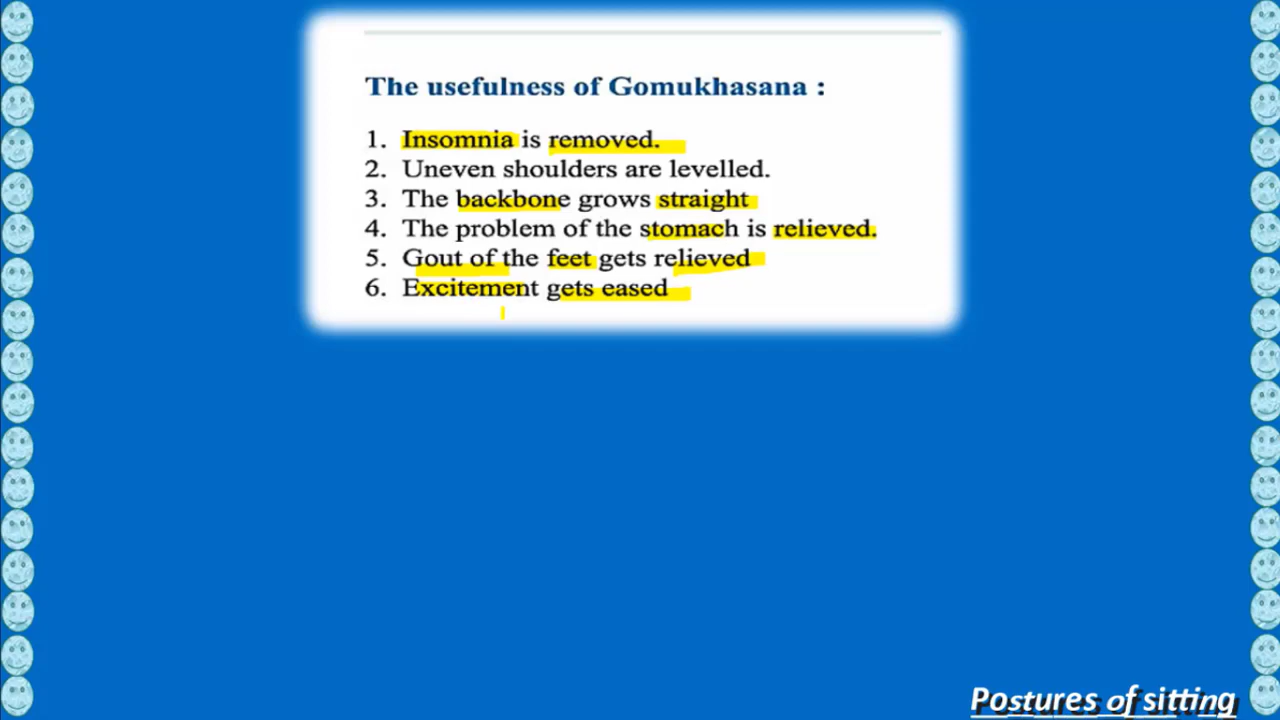 The usefulness of Gomukhasana :
1. Insomnia is removed.
2. Uneven shoulders are levelled.
3. The backbone grows straight
4. The problem of the stomach is relieved.
5. Gout of the feet gets relieved
6. Excitement gets eased
Postures of sitting